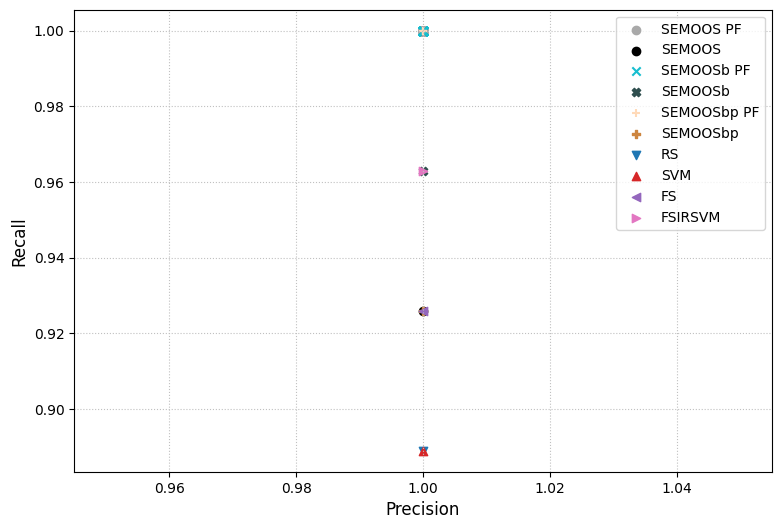 1.00
0.98
0.96
0.94
0.92
0.90
Recall
0.96
0.98
1.00
1.02
1.04
Precision
SEMOOS PF
SEMOOS
SEMOOSb PF
SEMOOSb
SEMOOSbp PF
SEMOOSbp
RS
SVM
FS
FSIRSVM